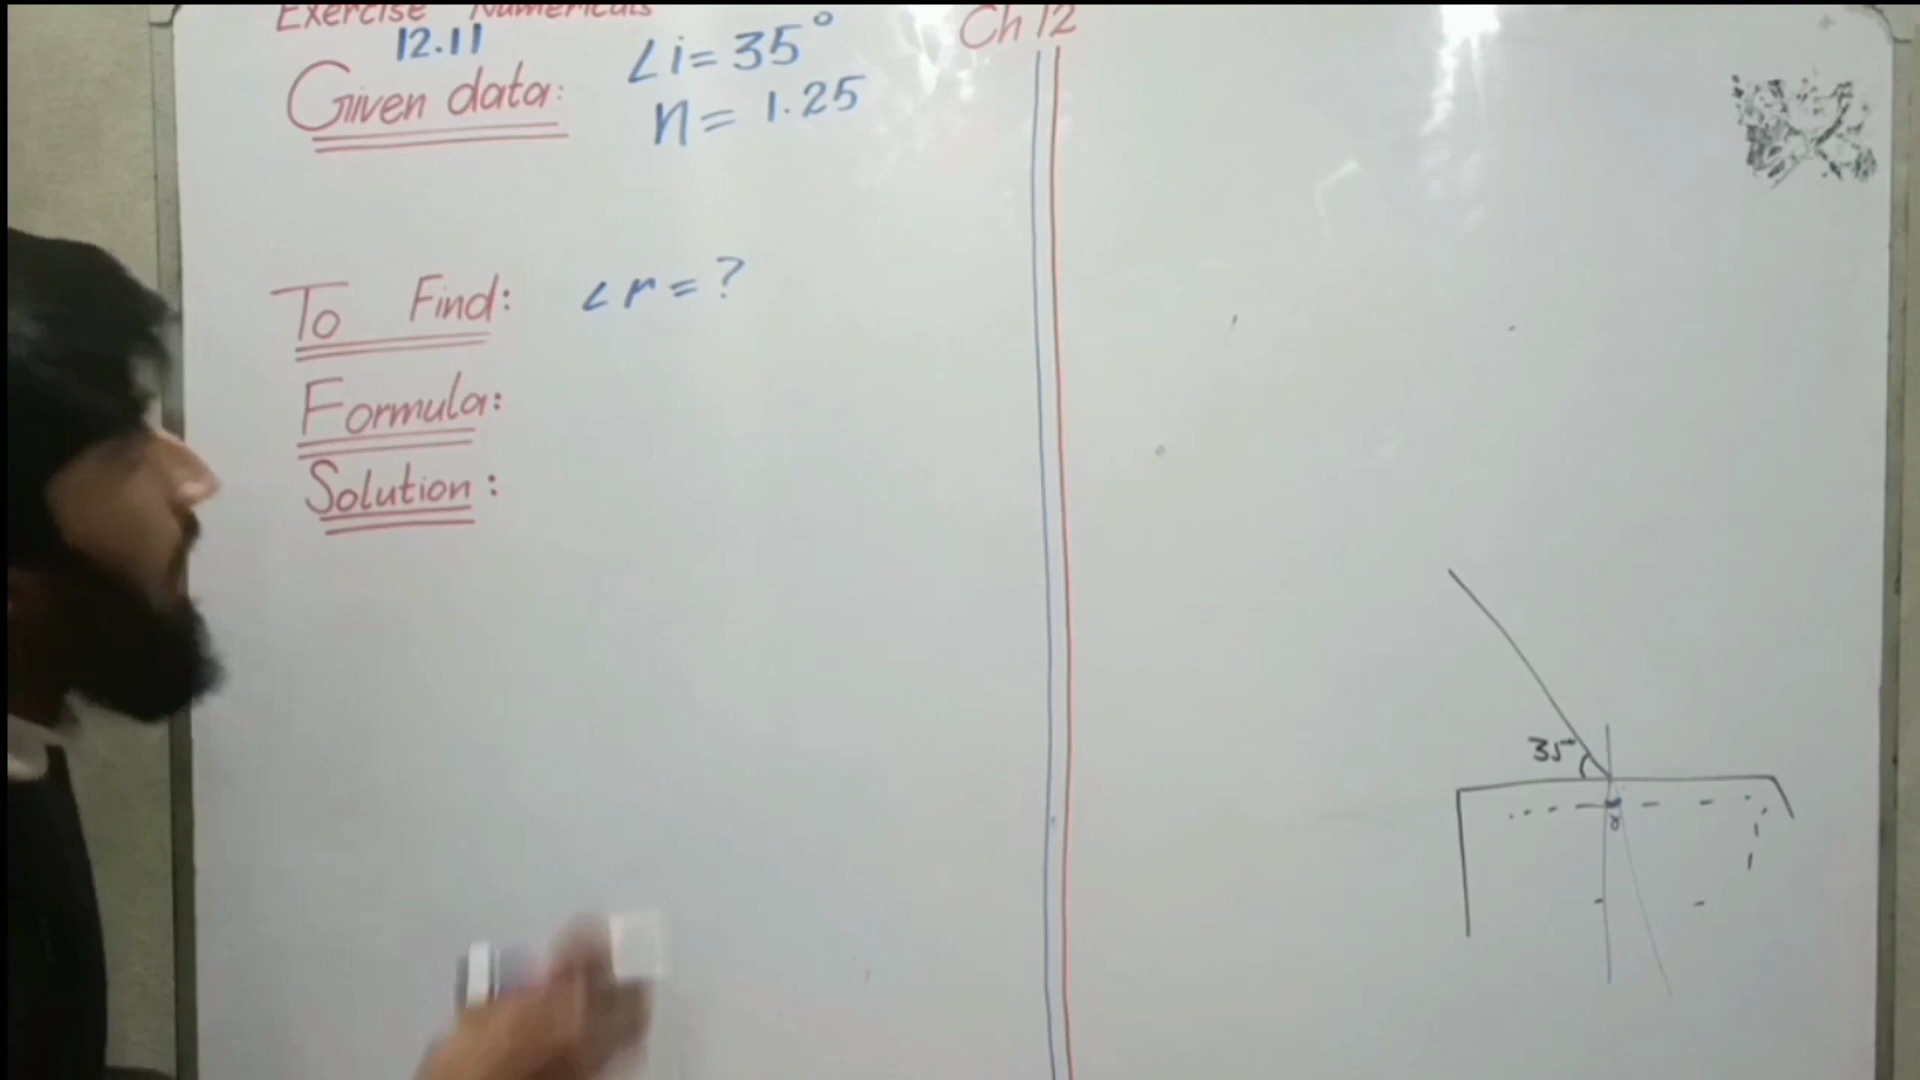 Exercise Numericals
Ch 12
12.11
Given data: ∠i= 35°
n = 1.25
To Find: ∠r = ?
Formula:
Solution:
35
r